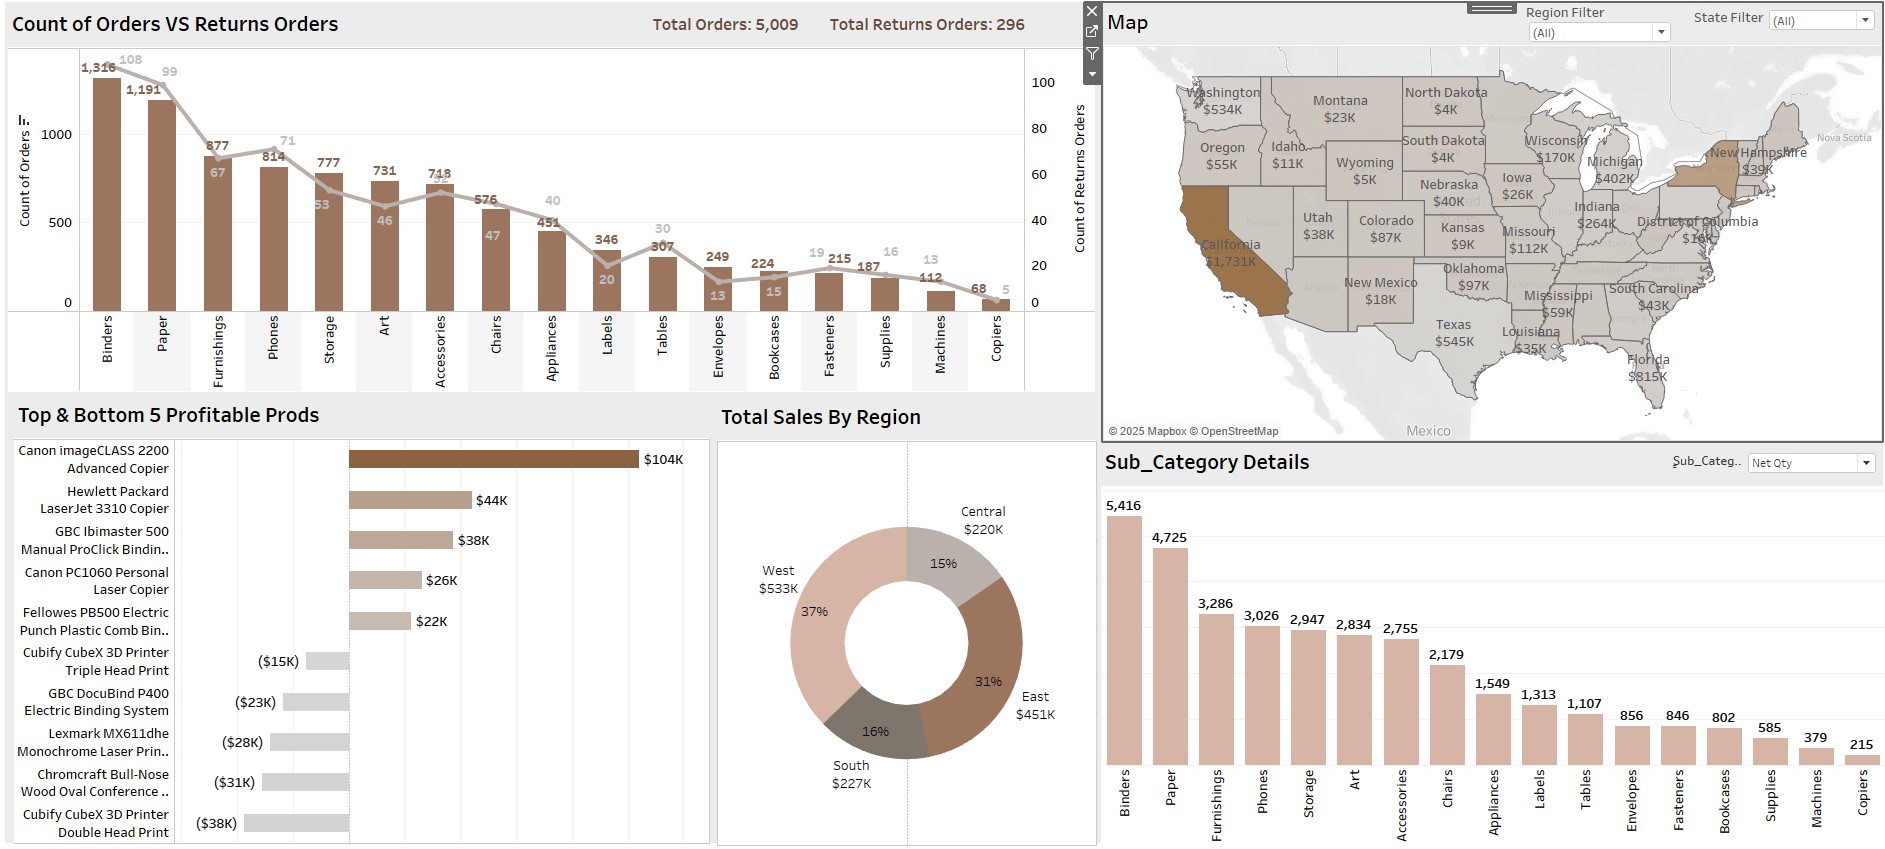 Count of Orders VS Returns Orders
Total Orders: 5,009
Total Returns Orders: 296
Count of Orders
1000
500
0
1,316
1,191
877
814
777
731
718
576
451
346
307
249
224
215
187
112
68
108
99
67
71
53
46
52
47
40
20
30
13
15
19
16
13
5
100
80
60
40
20
0
Count of Returns Orders
Binders
Paper
Furnishings
Phones
Storage
Art
Accessories
Chairs
Appliances
Labels
Tables
Envelopes
Bookcases
Fasteners
Supplies
Machines
Copiers
Map
Region Filter
(All)
State Filter
(All)
Washington
$534K
Montana
$23K
North Dakota
$4K
Oregon
$55K
Idaho
$11K
Wyoming
$5K
South Dakota
$4K
Wisconsin
$170K
Michigan
$402K
New Hampshire
$39K
Nova Scotia
Nebraska
$40K
Iowa
$26K
Utah
$38K
Colorado
$87K
Kansas
$9K
Missouri
$112K
Indiana
$264K
District of Columbia
$16K
California
$1,731K
New Mexico
$18K
Oklahoma
$97K
Mississippi
$59K
South Carolina
$43K
Texas
$545K
Louisiana
$35K
Florida
$315K
Mexico
© 2025 Mapbox © OpenStreetMap
Top & Bottom 5 Profitable Prods
Canon imageCLASS 2200
Advanced Copier
$104K
Hewlett Packard
LaserJet 3310 Copier
$44K
GBC Ibimaster 500
Manual ProClick Bindin..
$38K
Canon PC1060 Personal
Laser Copier
$26K
Fellowes PB500 Electric
Punch Plastic Comb Bin..
$22K
Cubify CubeX 3D Printer
Triple Head Print
($15K)
GBC DocuBind P400
Electric Binding System
($23K)
Lexmark MX611dhe
Monochrome Laser Prin..
($28K)
Chromcraft Bull-Nose
Wood Oval Conference ..
($31K)
Cubify CubeX 3D Printer
Double Head Print
($38K)
Total Sales By Region
Central
$220K
15%
West
$533K
37%
31%
East
$451K
16%
South
$227K
Sub_Category Details
Sub_Categ..
Net Qty
5,416
4,725
3,286
3,026
2,947
2,834
2,755
2,179
1,549
1,313
1,107
856
846
802
585
379
215
Binders
Paper
Furnishings
Phones
Storage
Art
Accessories
Chairs
Appliances
Labels
Tables
Envelopes
Fasteners
Bookcases
Supplies
Machines
Copiers